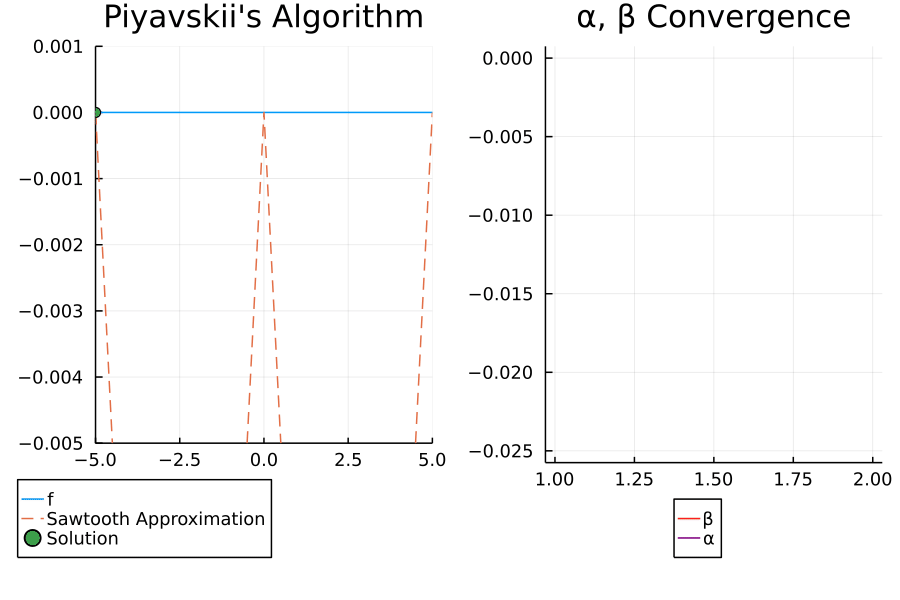 Piyavskii's Algorithm
0.001
0.000
−0.001
−0.002
−0.003
−0.004
−0.005
−5.0 −2.5 0.0 2.5 5.0
f
Sawtooth Approximation
Solution
α, β Convergence
0.000
−0.005
−0.010
−0.015
−0.020
−0.025
1.00 1.25 1.50 1.75 2.00
β
α